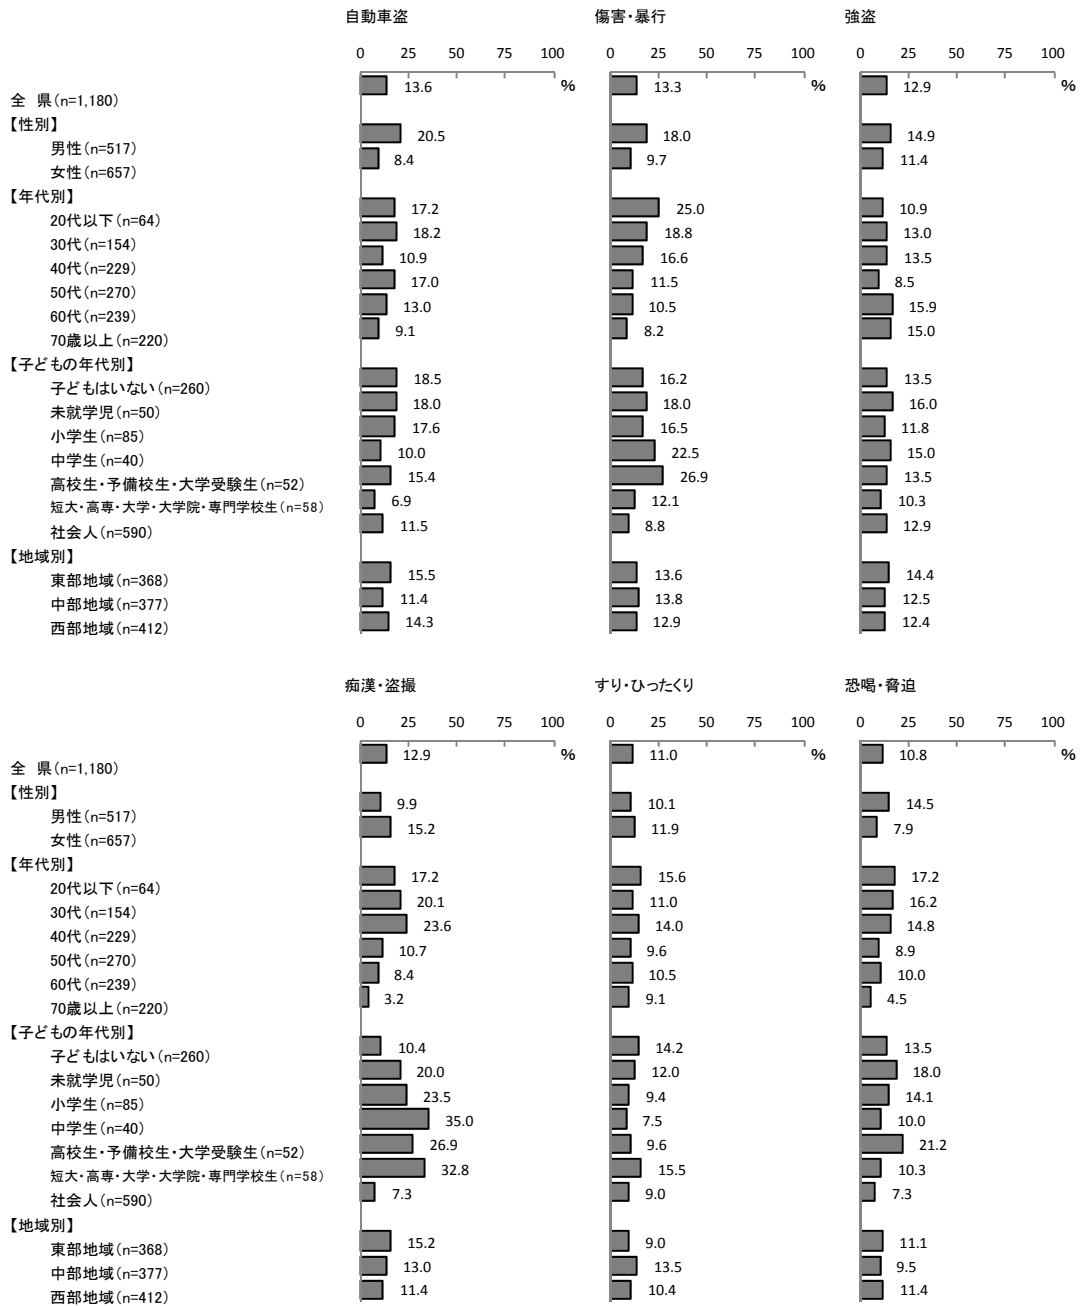 自動車盗 傷害・暴行 強盗
0 25 50 75 100 0 25 50 75 100 0 25 50 75 100
% % %
全 県(n=1,180) 13.6 13.3 12.9
【性別】
男性(n=517) 20.5 18.0 14.9
女性(n=657) 8.4 9.7 11.4
【年代別】
20代以下(n=64) 17.2 25.0 10.9
30代(n=154) 18.2 18.8 13.0
40代(n=229) 10.9 16.6 13.5
50代(n=270) 17.0 11.5 8.5
60代(n=239) 13.0 10.5 15.9
70歳以上(n=220) 9.1 8.2 15.0
【子どもの年代別】
子どもはいない(n=260) 18.5 16.2 13.5
未就学児(n=50) 18.0 18.0 16.0
小学生(n=85) 17.6 16.5 11.8
中学生(n=40) 10.0 22.5 15.0
高校生・予備校生・大学受験生(n=52) 15.4 26.9 13.5
短大・高専・大学・大学院・専門学校生(n=58) 6.9 12.1 10.3
社会人(n=590) 11.5 8.8 12.9
【地域別】
東部地域(n=368) 15.5 13.6 14.4
中部地域(n=377) 11.4 13.8 12.5
西部地域(n=412) 14.3 12.9 12.4
痴漢・盗撮 すり・ひったくり 恐喝・脅迫
0 25 50 75 100 0 25 50 75 100 0 25 50 75 100
% % %
全 県(n=1,180) 12.9 11.0 10.8
【性別】
男性(n=517) 9.9 10.1 14.5
女性(n=657) 15.2 11.9 7.9
【年代別】
20代以下(n=64) 17.2 15.6 17.2
30代(n=154) 20.1 11.0 16.2
40代(n=229) 23.6 14.0 14.8
50代(n=270) 10.7 9.6 8.9
60代(n=239) 8.4 10.5 10.0
70歳以上(n=220) 3.2 9.1 4.5
【子どもの年代別】
子どもはいない(n=260) 10.4 14.2 13.5
未就学児(n=50) 20.0 12.0 18.0
小学生(n=85) 23.5 9.4 14.1
中学生(n=40) 35.0 7.5 10.0
高校生・予備校生・大学受験生(n=52) 26.9 9.6 21.2
短大・高専・大学・大学院・専門学校生(n=58) 32.8 15.5 10.3
社会人(n=590) 7.3 9.0 7.3
【地域別】
東部地域(n=368) 15.2 9.0 11.1
中部地域(n=377) 13.0 13.5 9.5
西部地域(n=412) 11.4 10.4 11.4